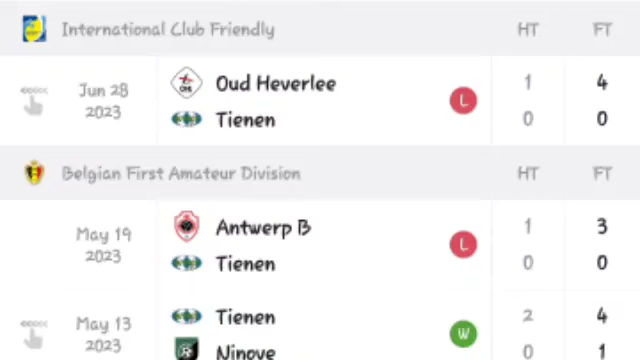 International Club Friendly HT FT
Jun 28 2023 Oud Heverlee L 1 4
Tienen 0 0
Belgian First Amateur Division HT FT
May 19 2023 Antwerp B L 1 3
Tienen 0 0
May 13 2023 Tienen W 2 4
Ninove 0 1